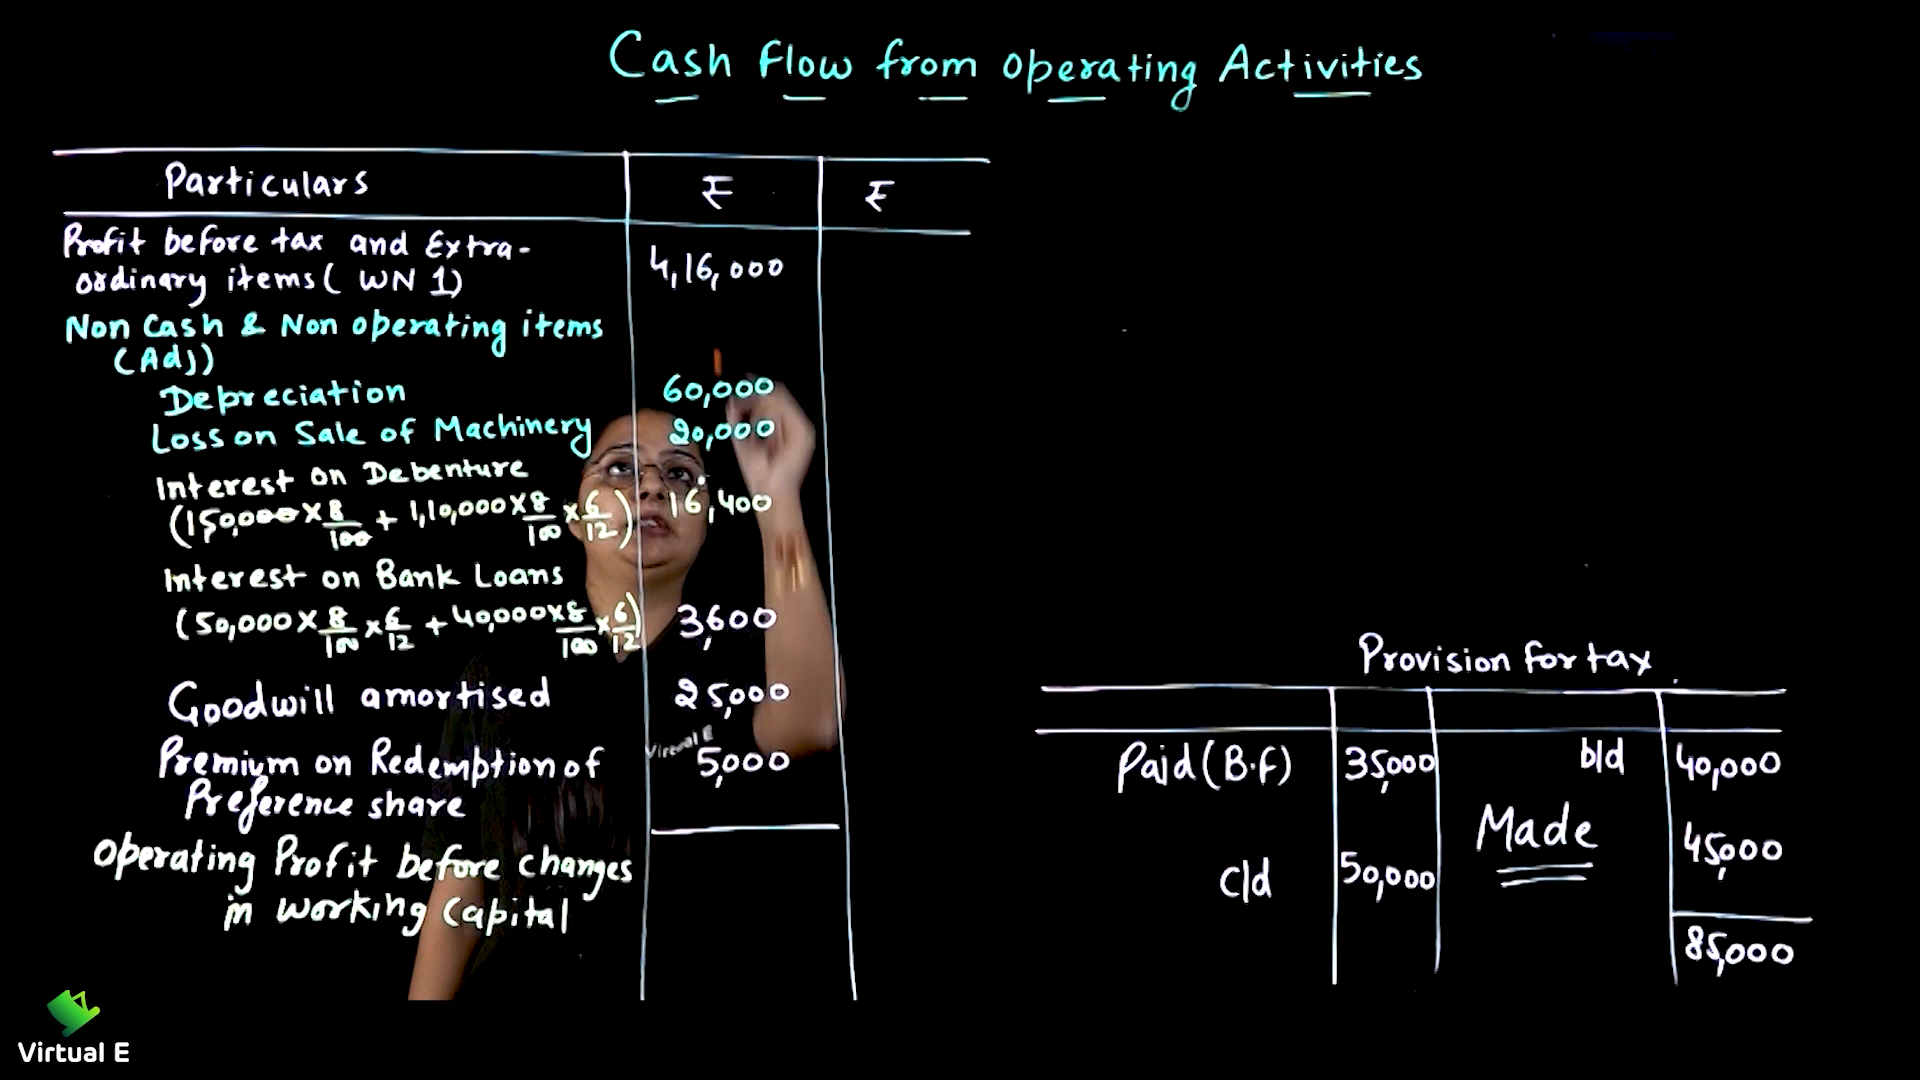 Cash Flow from Operating Activities
Particulars ₹ ₹
Profit before tax and Extra-
ordinary items ( WN 1) 4,16,000
Non Cash & Non operating items
(Adj)
Depreciation 60,000
Loss on Sale of Machinery 20,000
Interest on Debenture
(150,000 × 8/100 + 1,10,000 × 8/100 × 6/12) 16,400
Interest on Bank Loans
(50,000 × 8/100 × 6/12 + 40,000 × 8/100 × 6/12) 3,600
Goodwill amortised 25,000
Virtual E
Premium on Redemption of 5,000
Preference share
Operating Profit before changes
in working Capital
Provision for tax
Paid (B.F) 35,000 b/d 40,000
Made 45,000
c/d 50,000
85,000
Virtual E